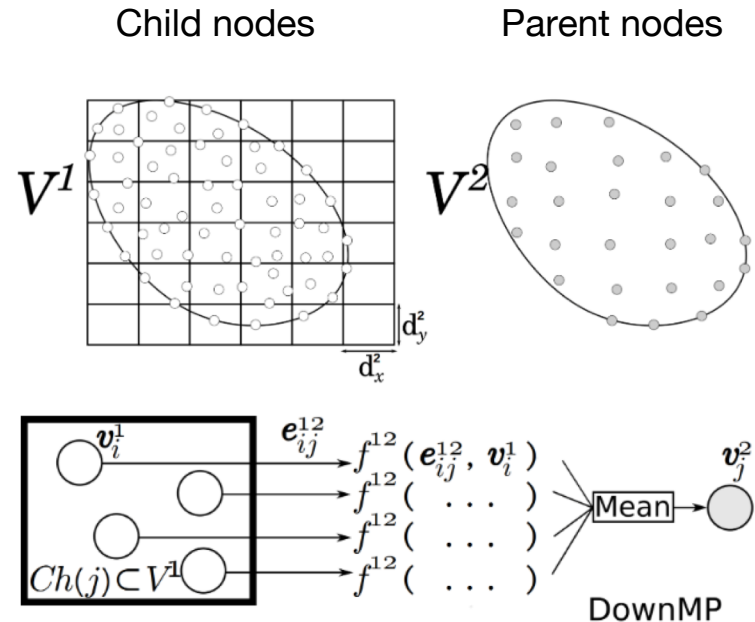 Child nodes
Parent nodes
V¹
V²
d²y
d²x
v¹i
e¹²ij
f¹²(e¹²ij, v¹i)
f¹²( ... )
f¹²( ... )
f¹²( ... )
Ch(j)⊂V¹
Mean
v²j
DownMP